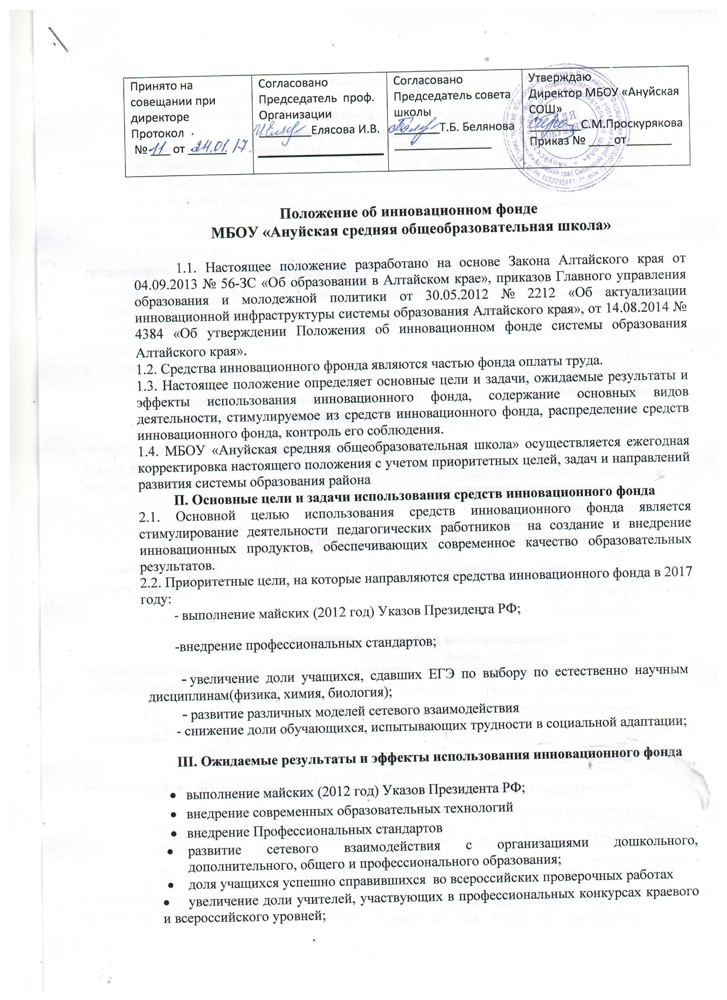 Принято на
совещании при
директоре
Протокол
№ 11 от 24.01.17.
Согласовано
Председатель проф.
Организации
Елясова И.В.
Согласовано
Председатель совета
школы
Т.Б. Белянова
Утверждаю
Директор МБОУ «Ануйская
СОШ»
С.М.Проскурякова
Приказ № ____ от________
ДЛЯ
ДОКУМЕНТОВ
Положение об инновационном фонде
МБОУ «Ануйская средняя общеобразовательная школа»
1.1. Настоящее положение разработано на основе Закона Алтайского края от
04.09.2013 № 56-ЗС «Об образовании в Алтайском крае», приказов Главного управления
образования и молодежной политики от 30.05.2012 № 2212 «Об актуализации
инновационной инфраструктуры системы образования Алтайского края», от 14.08.2014 №
4384 «Об утверждении Положения об инновационном фонде системы образования
Алтайского края».
1.2. Средства инновационного фронда являются частью фонда оплаты труда.
1.3. Настоящее положение определяет основные цели и задачи, ожидаемые результаты и
эффекты использования инновационного фонда, содержание основных видов
деятельности, стимулируемое из средств инновационного фонда, распределение средств
инновационного фонда, контроль его соблюдения.
1.4. МБОУ «Ануйская средняя общеобразовательная школа» осуществляется ежегодная
корректировка настоящего положения с учетом приоритетных целей, задач и направлений
развития системы образования района
П. Основные цели и задачи использования средств инновационного фонда
2.1. Основной целью использования средств инновационного фонда является
стимулирование деятельности педагогических работников на создание и внедрение
инновационных продуктов, обеспечивающих современное качество образовательных
результатов.
2.2. Приоритетные цели, на которые направляются средства инновационного фонда в 2017
году:
- выполнение майских (2012 год) Указов Президента РФ;
-внедрение профессиональных стандартов;
- увеличение доли учащихся, сдавших ЕГЭ по выбору по естественно научным
дисциплинам(физика, химия, биология);
- развитие различных моделей сетевого взаимодействия
- снижение доли обучающихся, испытывающих трудности в социальной адаптации;
III. Ожидаемые результаты и эффекты использования инновационного фонда
• выполнение майских (2012 год) Указов Президента РФ;
• внедрение современных образовательных технологий
• внедрение Профессиональных стандартов
• развитие сетевого взаимодействия с организациями дошкольного,
дополнительного, общего и профессионального образования;
• доля учащихся успешно справившихся во всероссийских проверочных работах
• увеличение доли учителей, участвующих в профессиональных конкурсах краевого
и всероссийского уровней;